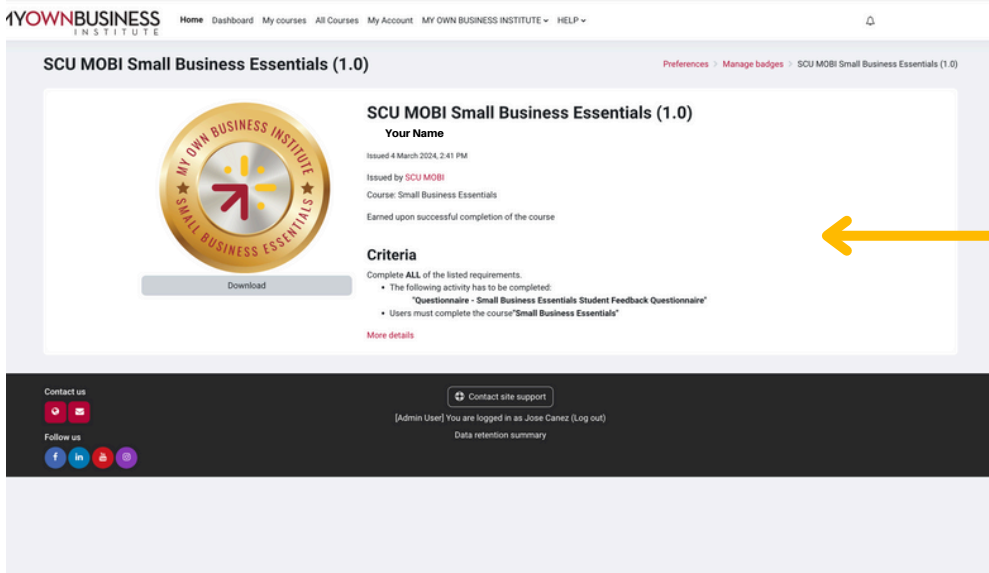 MYOWNBUSINESS
INSTITUTE
Home Dashboard My courses All Courses My Account MY OWN BUSINESS INSTITUTE HELP
SCU MOBI Small Business Essentials (1.0)
Preferences > Manage badges > SCU MOBI Small Business Essentials (1.0)
MY OWN BUSINESS INSTITUTE
SMALL BUSINESS ESSENTIALS
Download
SCU MOBI Small Business Essentials (1.0)
Your Name
Issued 4 March 2024, 2:41 PM
Issued by SCU MOBI
Course: Small Business Essentials
Earned upon successful completion of the course
Criteria
Complete ALL of the listed requirements.
• The following activity has to be completed:
"Questionnaire - Small Business Essentials Student Feedback Questionnaire"
• Users must complete the course"Small Business Essentials"
More details
Contact us
Follow us
Contact site support
[Admin User] You are logged in as Jose Canez (Log out)
Data retention summary